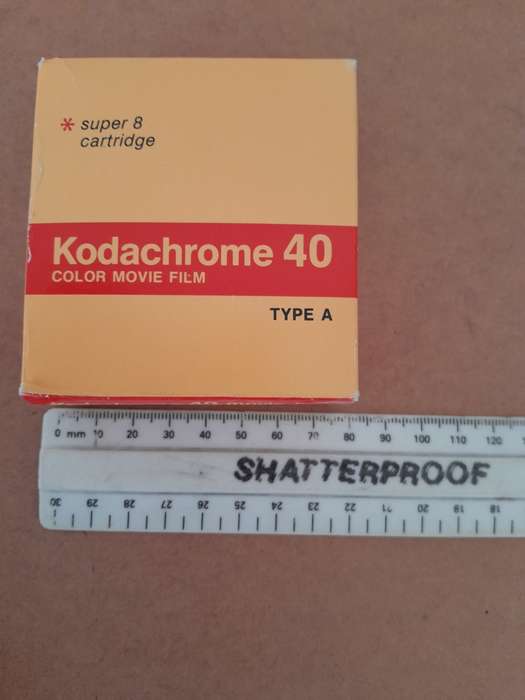 * super 8
cartridge
Kodachrome 40
COLOR MOVIE FILM
TYPE A
0 mm 10 20 30 40 50 60 70 80 90 100 110 120
SHATTERPROOF
30 29 28 27 26 25 24 23 22 21 20 19 18